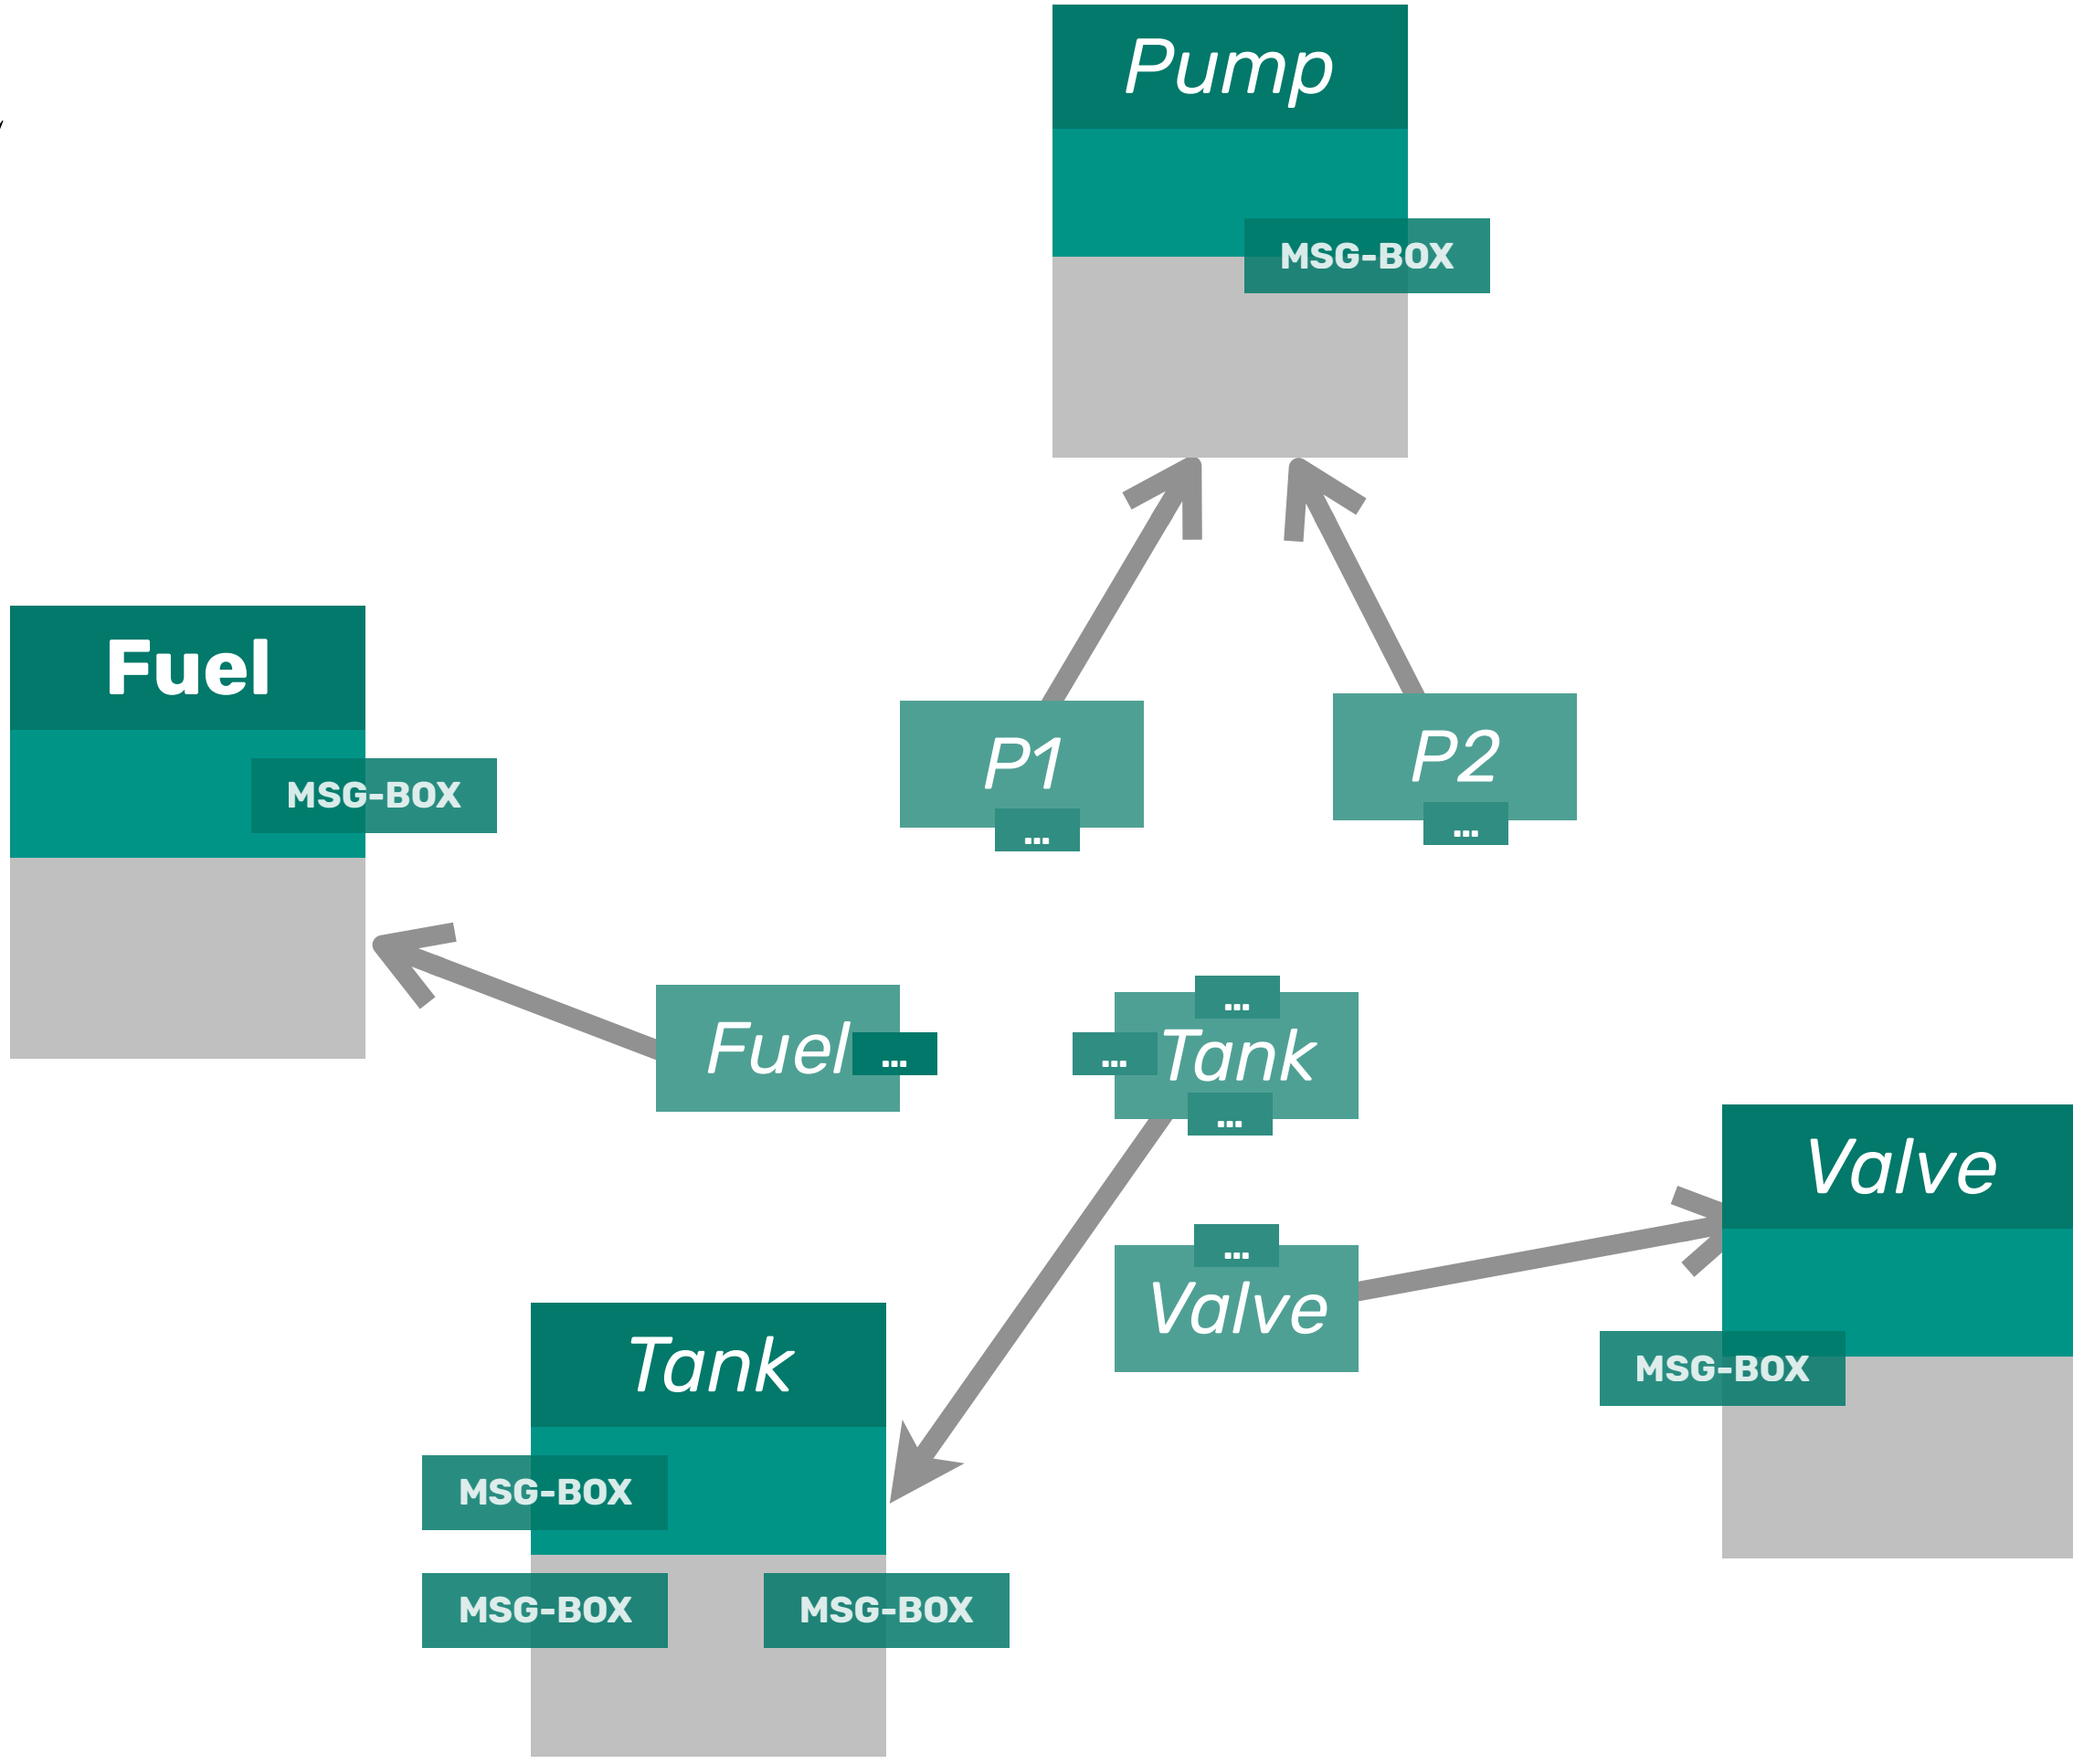 Pump
MSG-BOX
Fuel
MSG-BOX
P1
...
P2
...
Fuel
...
Tank
...
...
...
Valve
MSG-BOX
Valve
...
Tank
MSG-BOX
MSG-BOX
MSG-BOX